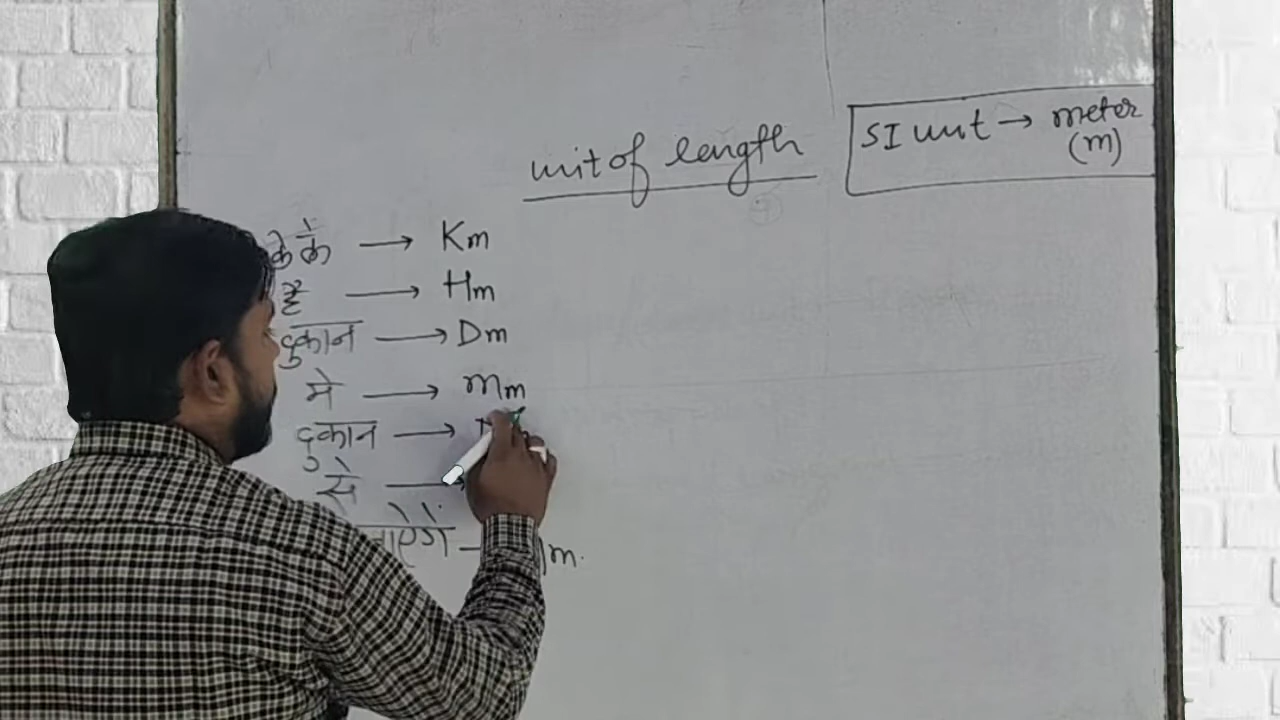 unit of length
SI unit → meter
(m)
के के → Km
है → Hm
दुकान → Dm
मे → mm
दुकान →
से →
m.